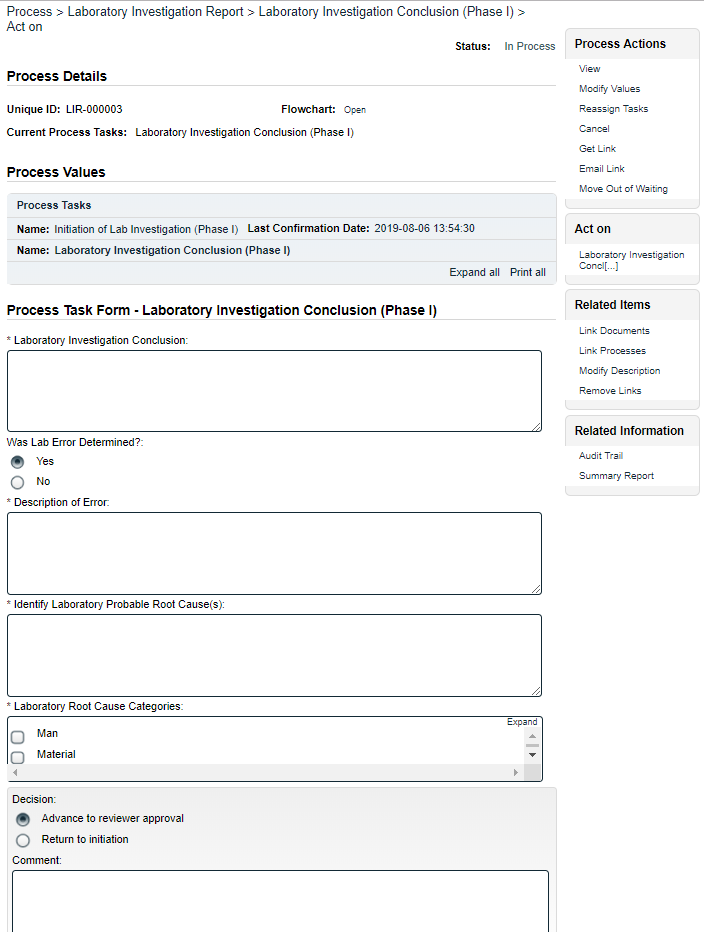 Process > Laboratory Investigation Report > Laboratory Investigation Conclusion (Phase I) >
Act on
Status: In Process
Process Details
Unique ID: LIR-000003 Flowchart: Open
Current Process Tasks: Laboratory Investigation Conclusion (Phase I)
Process Values
Process Tasks
Name: Initiation of Lab Investigation (Phase I) Last Confirmation Date: 2019-08-06 13:54:30
Name: Laboratory Investigation Conclusion (Phase I)
Expand all Print all
Process Task Form - Laboratory Investigation Conclusion (Phase I)
* Laboratory Investigation Conclusion:
Was Lab Error Determined?:
Yes
No
* Description of Error:
* Identify Laboratory Probable Root Cause(s):
* Laboratory Root Cause Categories:
Expand
Man
Material
Decision:
Advance to reviewer approval
Return to initiation
Comment:
Process Actions
View
Modify Values
Reassign Tasks
Cancel
Get Link
Email Link
Move Out of Waiting
Act on
Laboratory Investigation
Concl[...]
Related Items
Link Documents
Link Processes
Modify Description
Remove Links
Related Information
Audit Trail
Summary Report